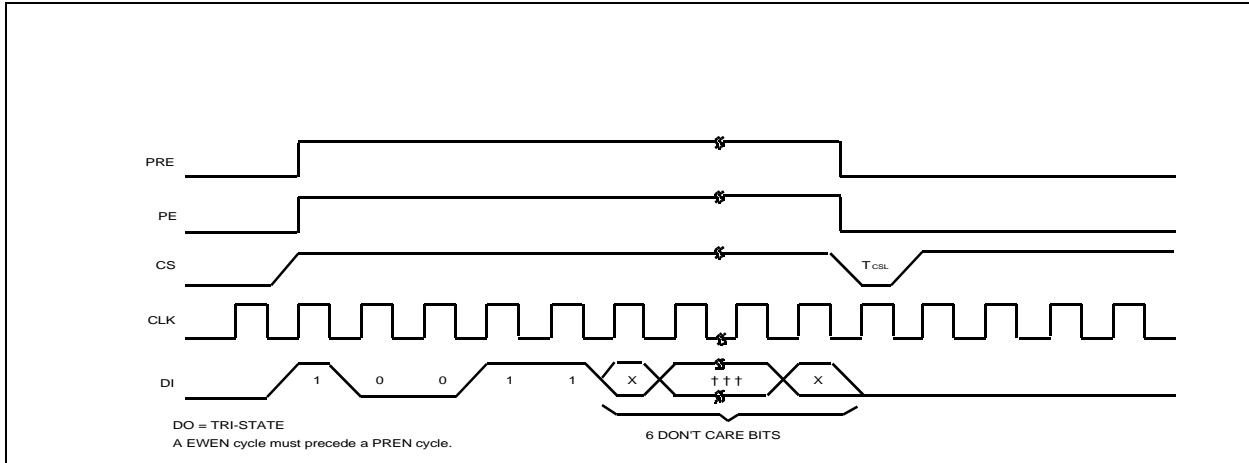 PRE
PE
CS
TCSL
CLK
DI
1 0 0 1 1 X † † † X
DO = TRI-STATE
6 DON'T CARE BITS
A EWEN cycle must precede a PREN cycle.